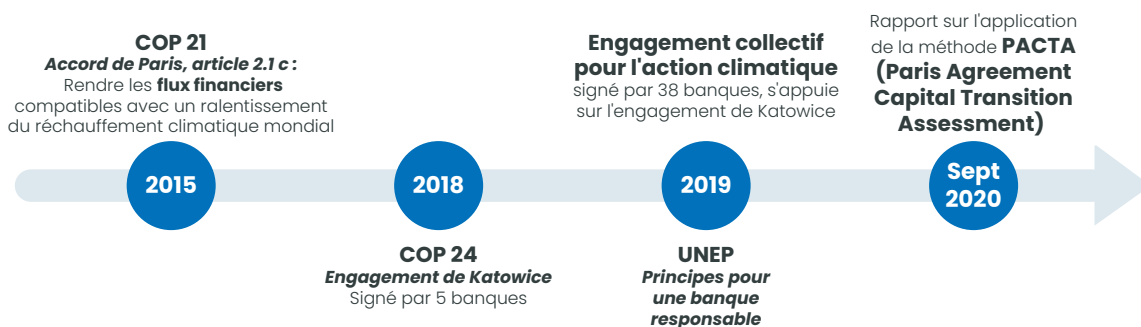 COP 21
Accord de Paris, article 2.1 c :
Rendre les flux financiers
compatibles avec un ralentissement
du réchauffement climatique mondial
2015
2018
COP 24
Engagement de Katowice
Signé par 5 banques
Engagement collectif
pour l'action climatique
signé par 38 banques, s'appuie
sur l'engagement de Katowice
2019
UNEP
Principes pour
une banque
responsable
Rapport sur l'application
de la méthode PACTA
(Paris Agreement
Capital Transition
Assessment)
Sept
2020